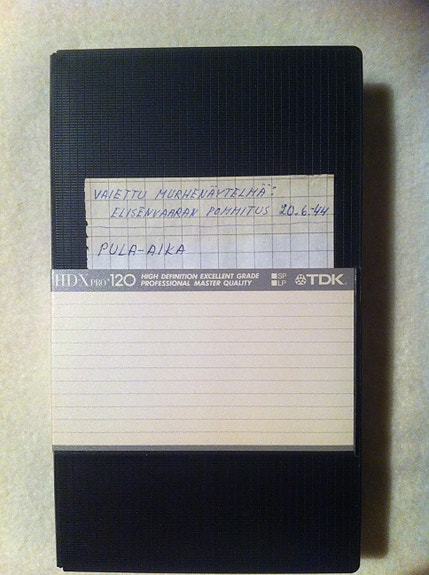 VAIETTU MURHENÄYTELMÄ:
ELISENVAARAN POMMITUS 20.6.-44
PULA-AIKA
HDX PRO 120 HIGH DEFINITION EXCELLENT GRADE SP TDK
PROFESSIONAL MASTER QUALITY LP